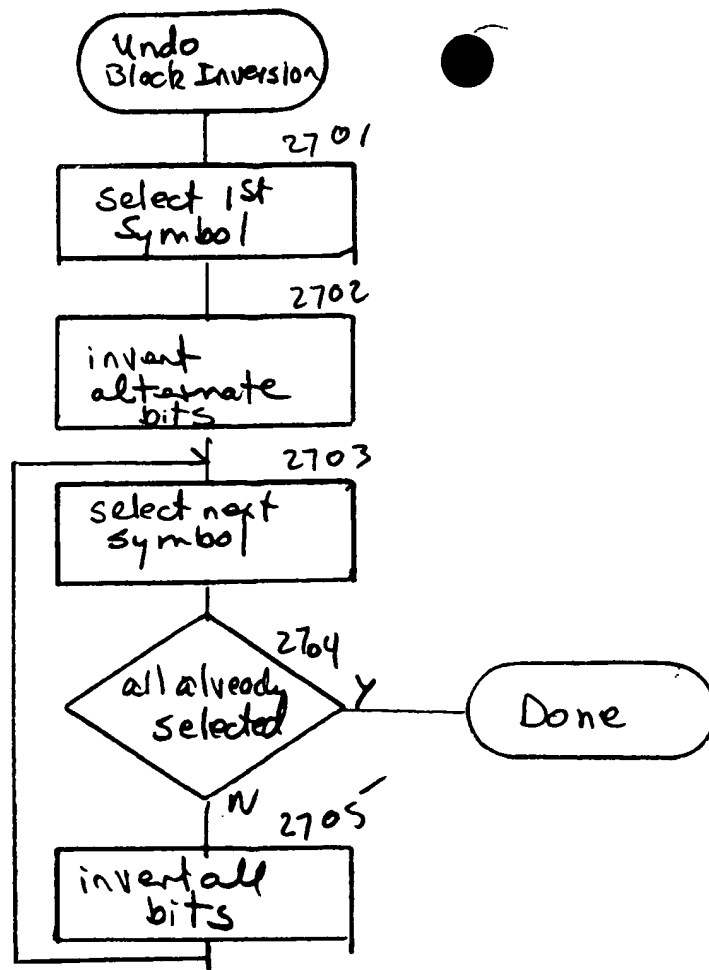 Undo
Block Inversion
2701
select 1st
symbol
2702
invert
alternate
bits
2703
select next
symbol
2704
all already
selected
Y
Done
N
2705
invert all
bits